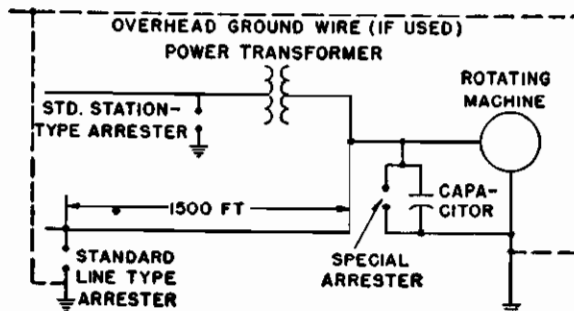 OVERHEAD GROUND WIRE (IF USED)
POWER TRANSFORMER
ROTATING
MACHINE
STD. STATION-
TYPE ARRESTER
1500 FT
CAPA-
CITOR
STANDARD
LINE TYPE
ARRESTER
SPECIAL
ARRESTER